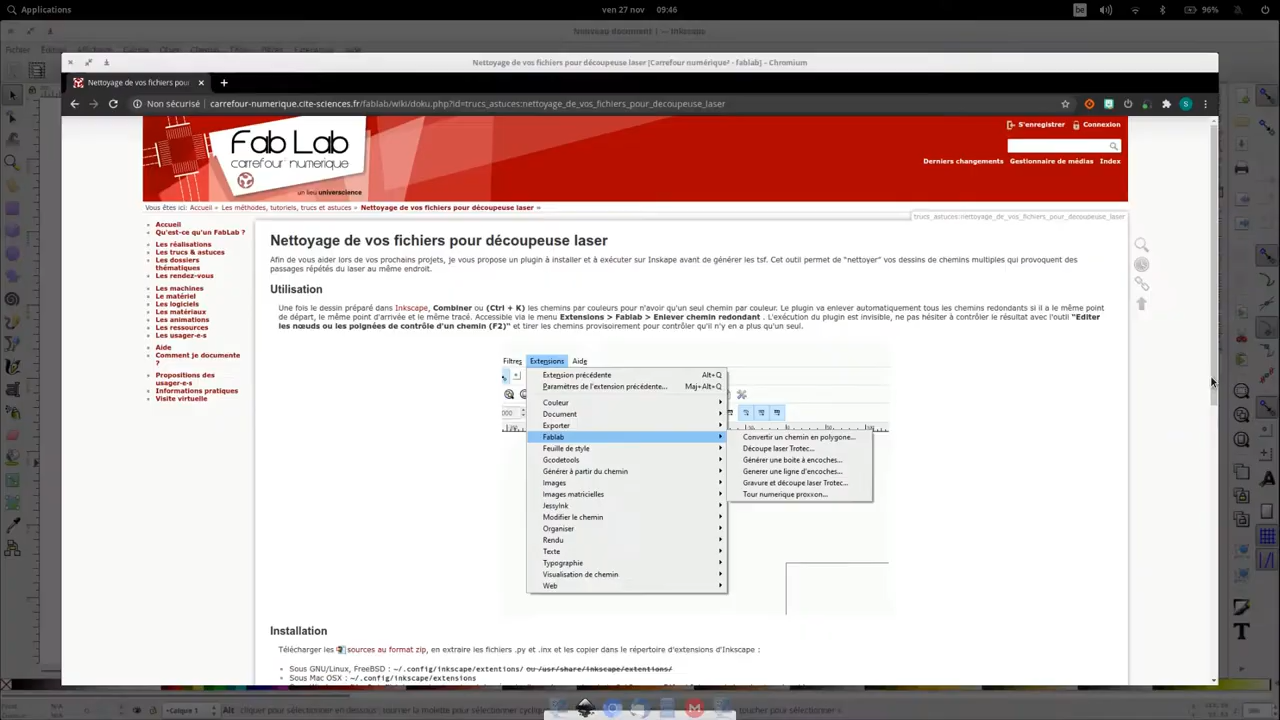 Applications
ven 27 nov 09:46
be
96%
Nouveau document 1 — Inkscape
Fichier
Nettoyage de vos fichiers pour découpeuse laser [Carrefour numérique² - fablab] - Chromium
Nettoyage de vos fichiers pou
Non sécurisé
carrefour-numerique.cite-sciences.fr/fablab/wiki/doku.php?id=trucs_astuces:nettoyage_de_vos_fichiers_pour_decoupeuse_laser
S
Fab Lab
carrefour numérique
un lieu universcience
S'enregistrer
Connexion
Derniers changements
Gestionnaire de médias
Index
Vous êtes ici: Accueil » Les méthodes, tutoriels, trucs et astuces » Nettoyage de vos fichiers pour découpeuse laser »
trucs_astuces:nettoyage_de_vos_fichiers_pour_decoupeuse_laser
Accueil
Qu'est-ce qu'un FabLab ?
Les réalisations
Les trucs & astuces
Les dossiers
thématiques
Les rendez-vous
Les machines
Le matériel
Les logiciels
Les matériaux
Les animations
Les ressources
Les usager-e-s
Aide
Comment je documente
?
Propositions des
usager-e-s
Informations pratiques
Visite virtuelle
Nettoyage de vos fichiers pour découpeuse laser
Afin de vous aider lors de vos prochains projets, je vous propose un plugin à installer et à exécuter sur Inskape avant de générer les tsf. Cet outil permet de "nettoyer" vos dessins de chemins multiples qui provoquent des
passages répétés du laser au même endroit.
Utilisation
Une fois le dessin préparé dans Inkscape, Combiner ou (Ctrl + K) les chemins par couleurs pour n'avoir qu'un seul chemin par couleur. Le plugin va enlever automatiquement tous les chemins redondants si il a le même point
de départ, le même point d'arrivée et le même tracé. Accessible via le menu Extensions > Fablab > Enlever chemin redondant . L'exécution du plugin est invisible, ne pas hésiter à contrôler le résultat avec l'outil "Editer
les nœuds ou les poignées de contrôle d'un chemin (F2)" et tirer les chemins provisoirement pour contrôler qu'il n'y en a plus qu'un seul.
Filtres
Extensions
Aide
Extension précédente Alt+Q
Paramètres de l'extension précédente... Maj+Alt+Q
Couleur
Document
Exporter
Fablab
Feuille de style
Gcodetools
Générer à partir du chemin
Images
Images matricielles
JessyInk
Modifier le chemin
Organiser
Rendu
Texte
Typographie
Visualisation de chemin
Web
Convertir un chemin en polygone...
Découpe laser Trotec...
Générer une boite à encoches...
Generer une ligne d'encoches...
Gravure et découpe laser Trotec...
Tour numerique proxxon...
Installation
Télécharger les sources au format zip, en extraire les fichiers .py et .inx et les copier dans le répertoire d'extensions d'Inkscape :
Sous GNU/Linux, FreeBSD : ~/.config/inkscape/extentions/ ou /usr/share/inkscape/extentions/
Sous Mac OSX : ~/.config/inkscape/extensions
Calque 1
Alt